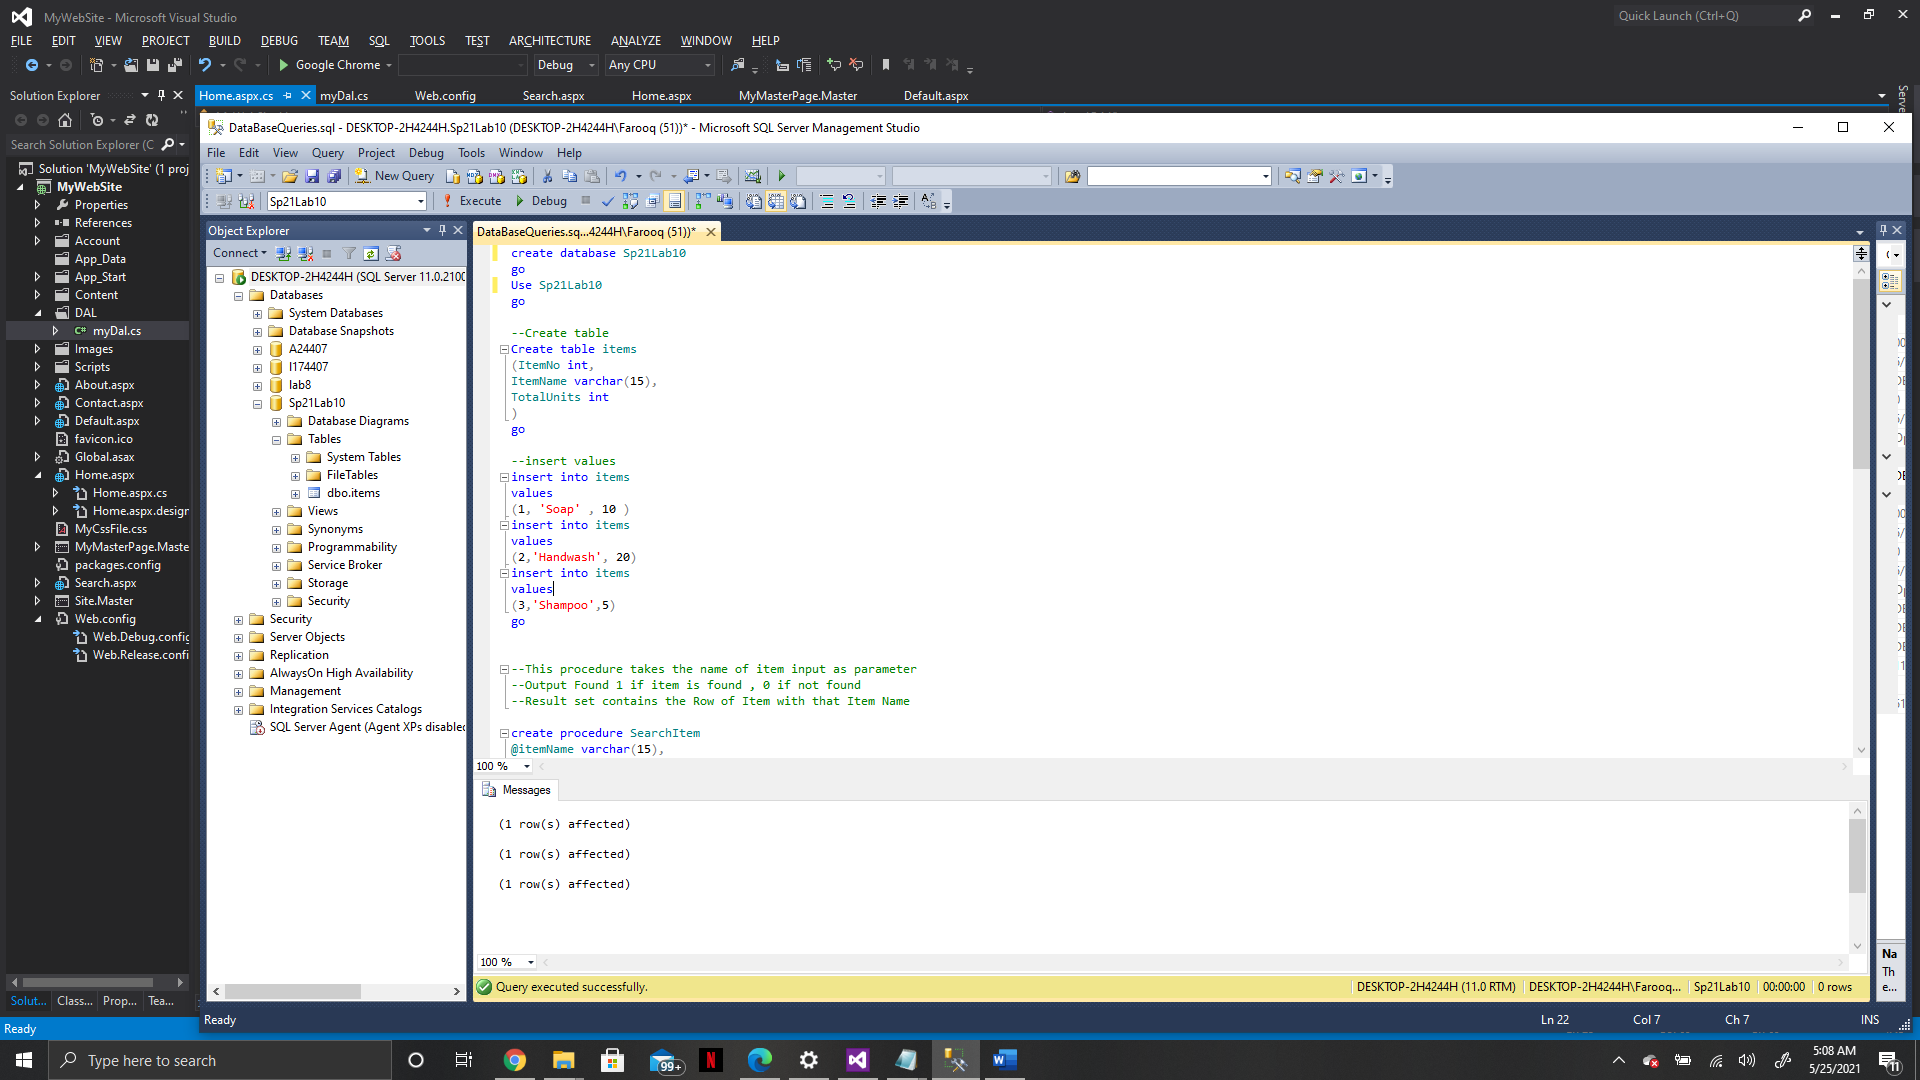 MyWebSite - Microsoft Visual Studio
Quick Launch (Ctrl+Q)
FILE EDIT VIEW PROJECT BUILD DEBUG TEAM SQL TOOLS TEST ARCHITECTURE ANALYZE WINDOW HELP
Google Chrome Debug Any CPU
Solution Explorer
Home.aspx.cs myDal.cs Web.config Search.aspx Home.aspx MyMasterPage.Master Default.aspx
Search Solution Explorer (C
Solution 'MyWebSite' (1 proj
MyWebSite
Properties
References
Account
App_Data
App_Start
Content
DAL
myDal.cs
Images
Scripts
About.aspx
Contact.aspx
Default.aspx
favicon.ico
Global.asax
Home.aspx
Home.aspx.cs
Home.aspx.design
MyCssFile.css
MyMasterPage.Maste
packages.config
Search.aspx
Site.Master
Web.config
Web.Debug.config
Web.Release.confi
Solut... Class... Prop... Tea...
Ready
DataBaseQueries.sql - DESKTOP-2H4244H.Sp21Lab10 (DESKTOP-2H4244H\Farooq (51))* - Microsoft SQL Server Management Studio
File Edit View Query Project Debug Tools Window Help
New Query
Sp21Lab10 Execute Debug
Object Explorer
Connect
DESKTOP-2H4244H (SQL Server 11.0.2100
Databases
System Databases
Database Snapshots
A24407
I174407
lab8
Sp21Lab10
Database Diagrams
Tables
System Tables
FileTables
dbo.items
Views
Synonyms
Programmability
Service Broker
Storage
Security
Security
Server Objects
Replication
AlwaysOn High Availability
Management
Integration Services Catalogs
SQL Server Agent (Agent XPs disabled
DataBaseQueries.sq...4244H\Farooq (51))*
create database Sp21Lab10
go
Use Sp21Lab10
go
--Create table
Create table items
(ItemNo int,
ItemName varchar(15),
TotalUnits int
)
go
--insert values
insert into items
values
(1, 'Soap' , 10 )
insert into items
values
(2,'Handwash', 20)
insert into items
values
(3,'Shampoo',5)
go
--This procedure takes the name of item input as parameter
--Output Found 1 if item is found , 0 if not found
--Result set contains the Row of Item with that Item Name
create procedure SearchItem
@itemName varchar(15),
100 %
Messages
(1 row(s) affected)
(1 row(s) affected)
(1 row(s) affected)
100 %
Query executed successfully.
DESKTOP-2H4244H (11.0 RTM) DESKTOP-2H4244H\Farooq... Sp21Lab10 00:00:00 0 rows
Na
Th
e...
Ready
Ln 22 Col 7 Ch 7 INS
Type here to search
99+
N
5:08 AM
5/25/2021
11